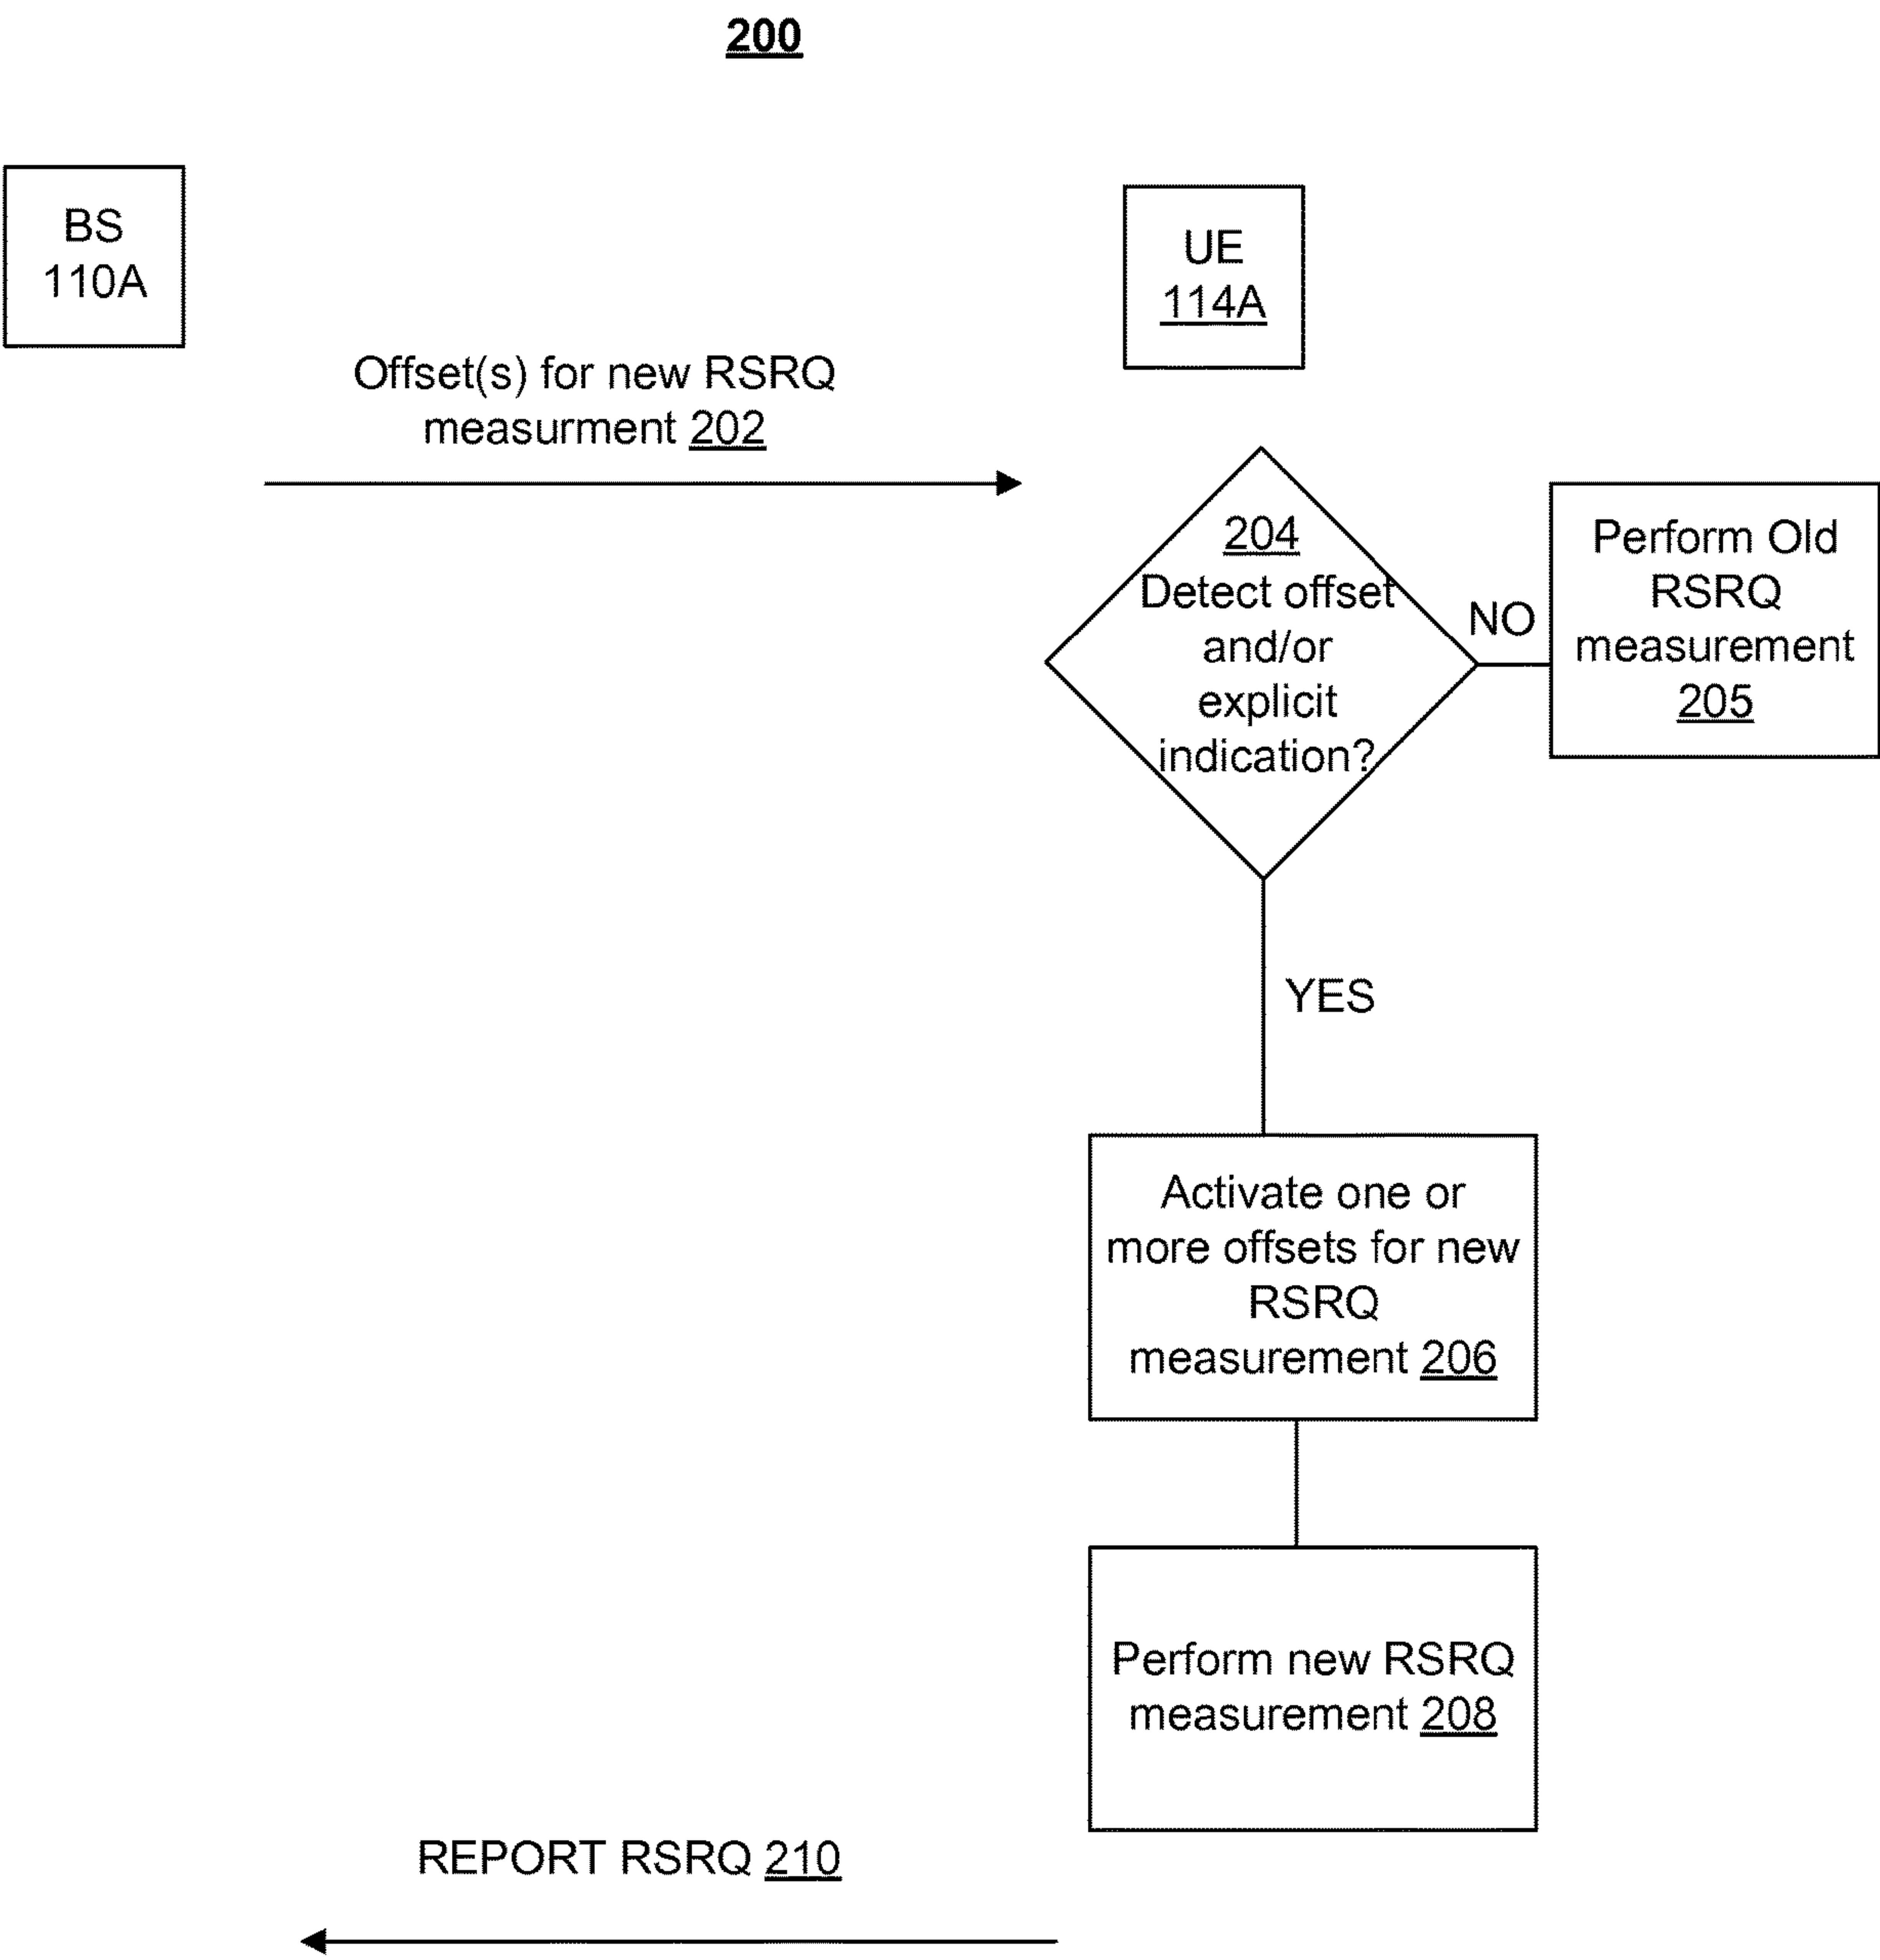 200
BS
110A
UE
114A
Offset(s) for new RSRQ
measurment 202
204
Detect offset
and/or
explicit
indication?
NO
Perform Old
RSRQ
measurement
205
YES
Activate one or
more offsets for new
RSRQ
measurement 206
Perform new RSRQ
measurement 208
REPORT RSRQ 210